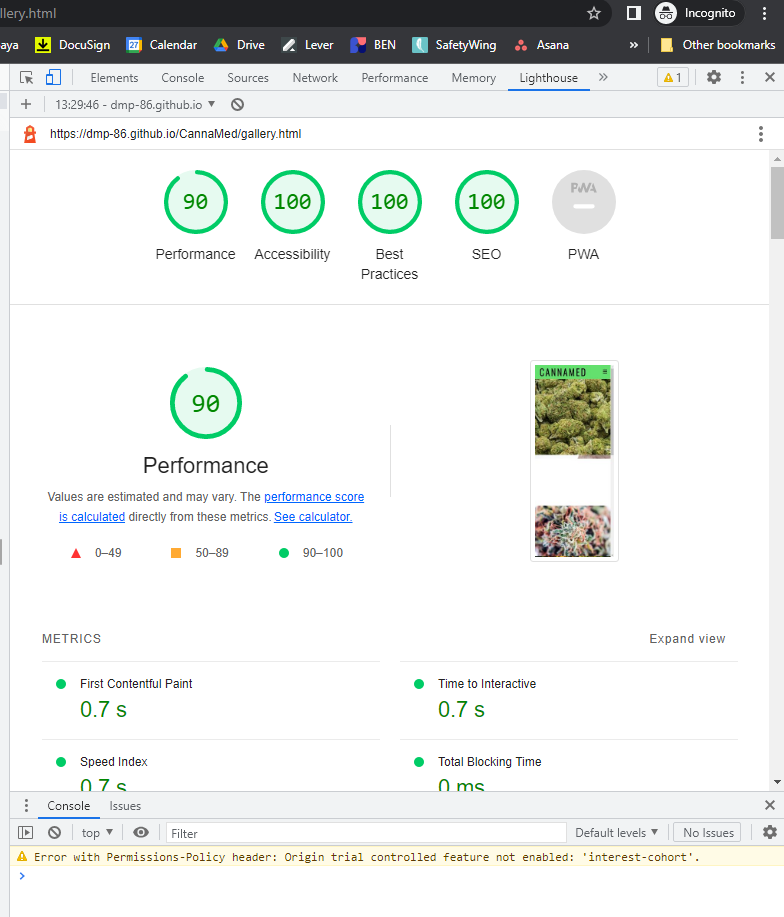 llery.html
Incognito
aya DocuSign Calendar Drive Lever BEN SafetyWing Asana » Other bookmarks
27
Elements Console Sources Network Performance Memory Lighthouse » 1
13:29:46 - dmp-86.github.io
https://dmp-86.github.io/CannaMed/gallery.html
90 100 100 100 PWA
Performance Accessibility Best Practices SEO PWA
90
CANNAMED
Performance
Values are estimated and may vary. The performance score
is calculated directly from these metrics. See calculator.
0–49 50–89 90–100
METRICS Expand view
First Contentful Paint Time to Interactive
0.7 s 0.7 s
Speed Index Total Blocking Time
0.7 s 0 ms
Console Issues
top Filter Default levels No Issues
Error with Permissions-Policy header: Origin trial controlled feature not enabled: 'interest-cohort'.